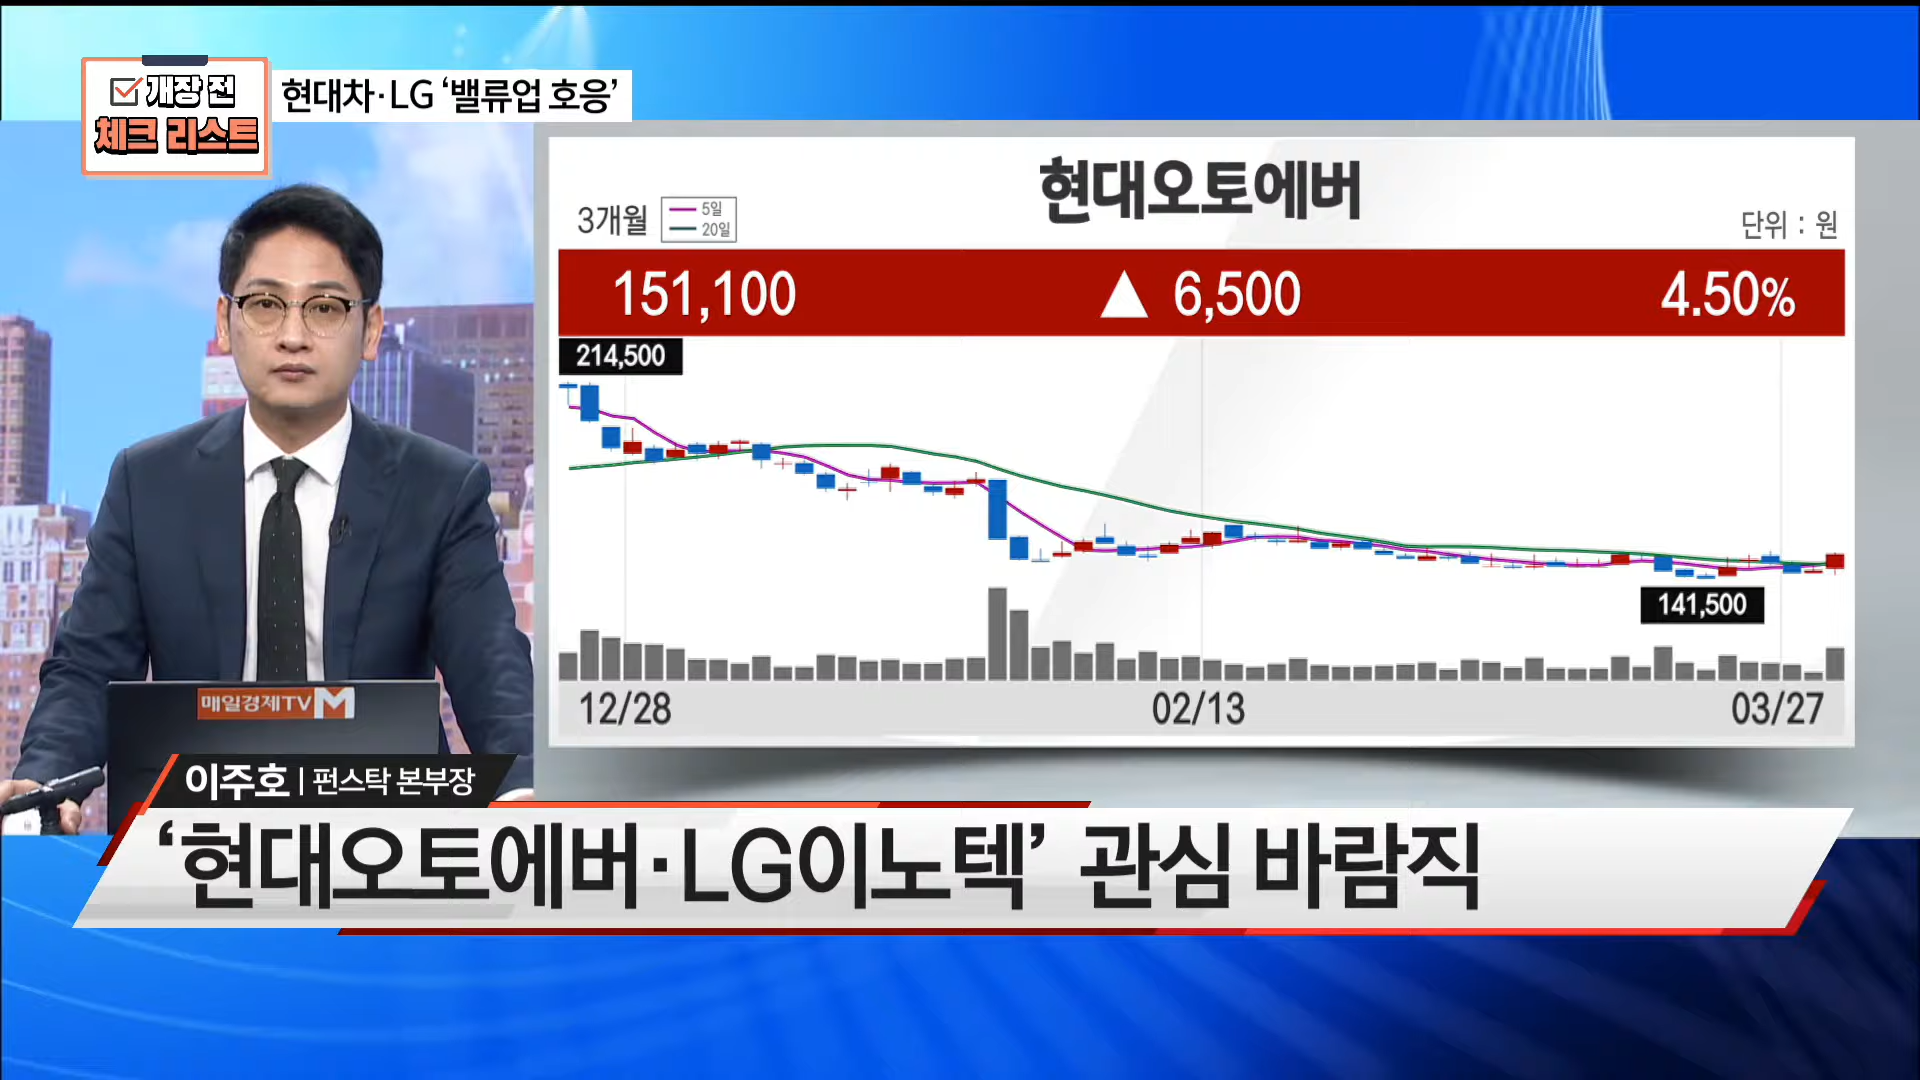 개장 전
체크 리스트
현대차·LG ‘밸류업 호응’
현대오토에버
3개월
5일
20일
단위 : 원
151,100 ▲ 6,500 4.50%
214,500
141,500
12/28 02/13 03/27
매일경제TV M
이주호 | 펀스탁 본부장
‘현대오토에버·LG이노텍’ 관심 바람직